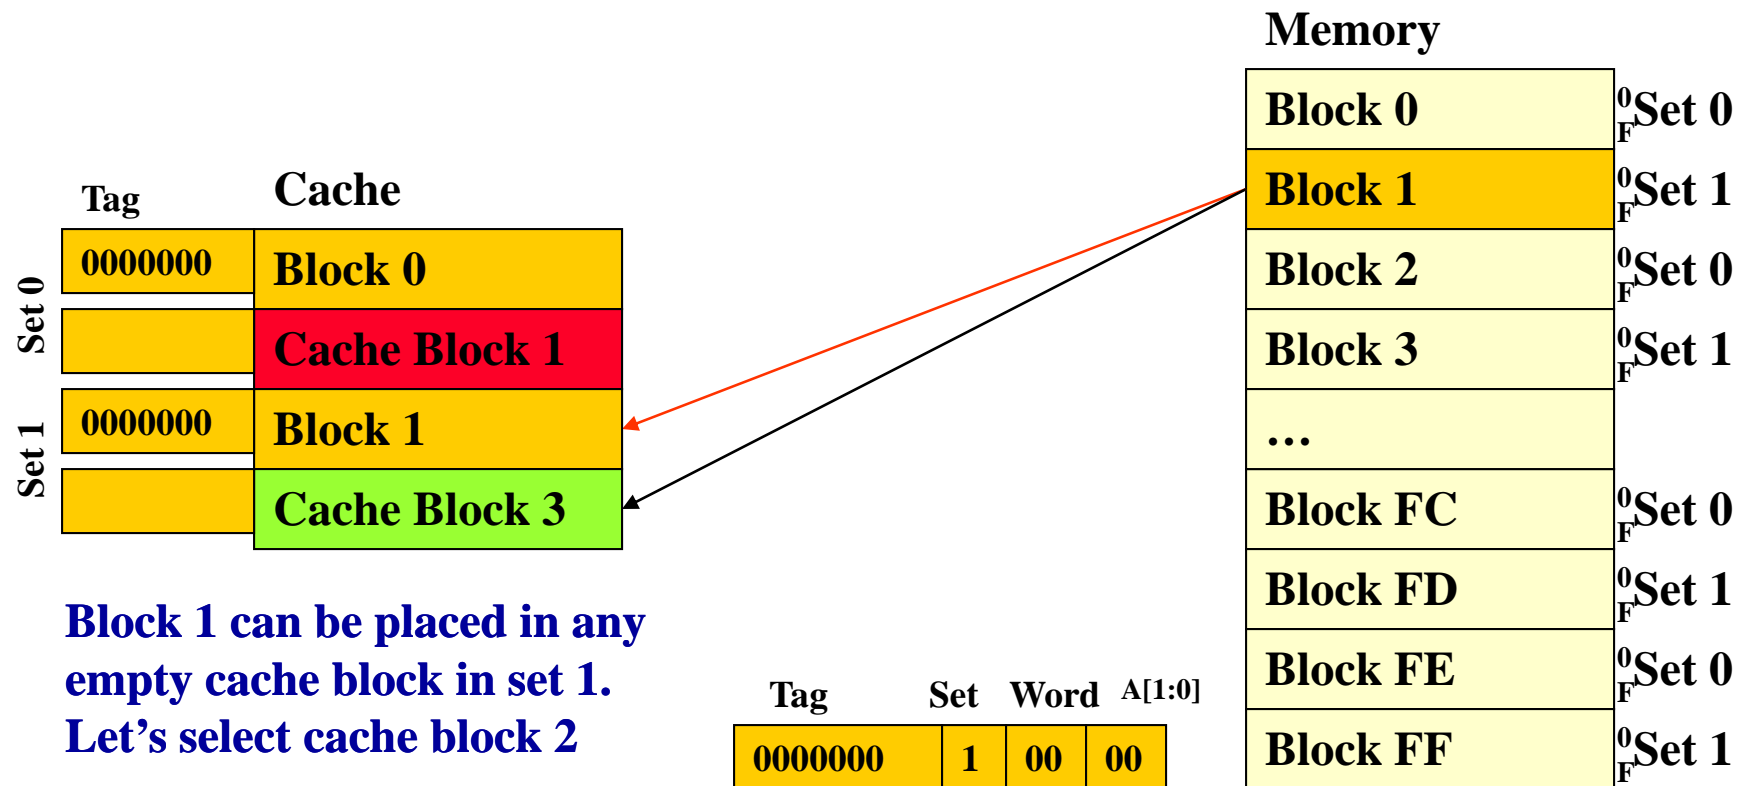 Memory
Block 0
0
F
Set 0
Block 1
0
F
Set 1
Block 2
0
F
Set 0
Block 3
0
F
Set 1
…
Block FC
0
F
Set 0
Block FD
0
F
Set 1
Block FE
0
F
Set 0
Block FF
0
F
Set 1
Tag Cache
Set 0
0000000 Block 0
Cache Block 1
Set 1
0000000 Block 1
Cache Block 3
Block 1 can be placed in any
empty cache block in set 1.
Let’s select cache block 2
Tag Set Word A[1:0]
0000000 1 00 00